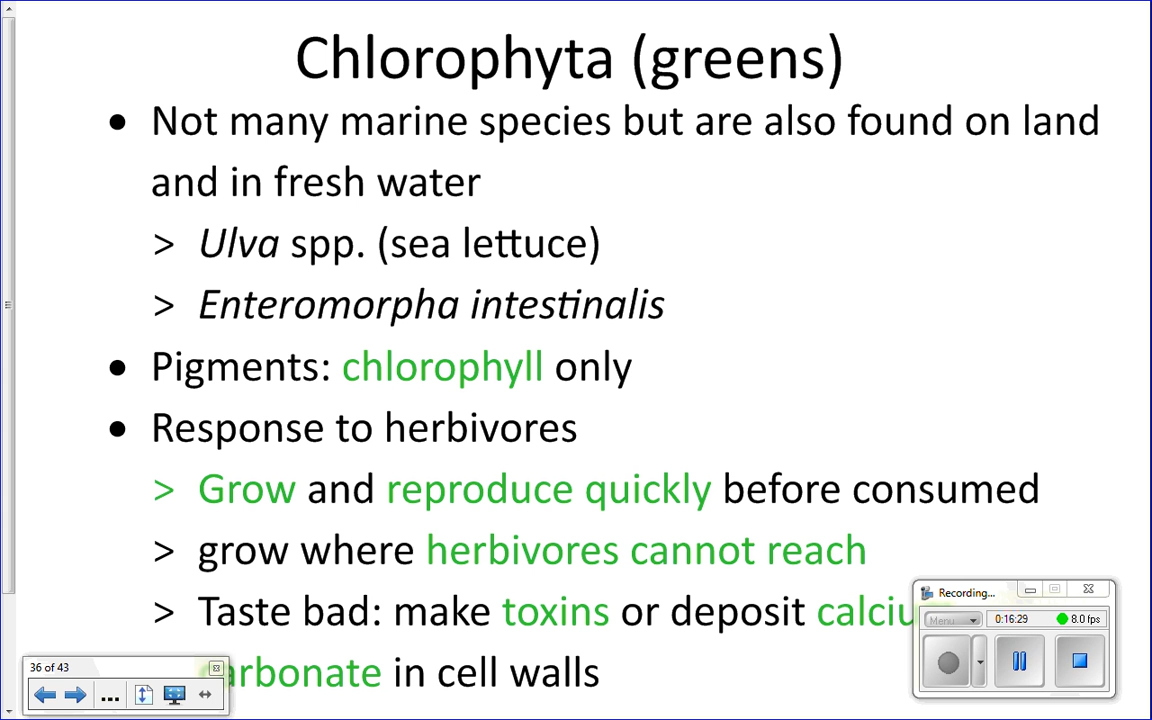 Chlorophyta (greens)
• Not many marine species but are also found on land
and in fresh water
> Ulva spp. (sea lettuce)
> Enteromorpha intestinalis
• Pigments: chlorophyll only
• Response to herbivores
> Grow and reproduce quickly before consumed
> grow where herbivores cannot reach
> Taste bad: make toxins or deposit
in cell walls
Recording...
Menu
0:16:29
8.0 fps
36 of 43